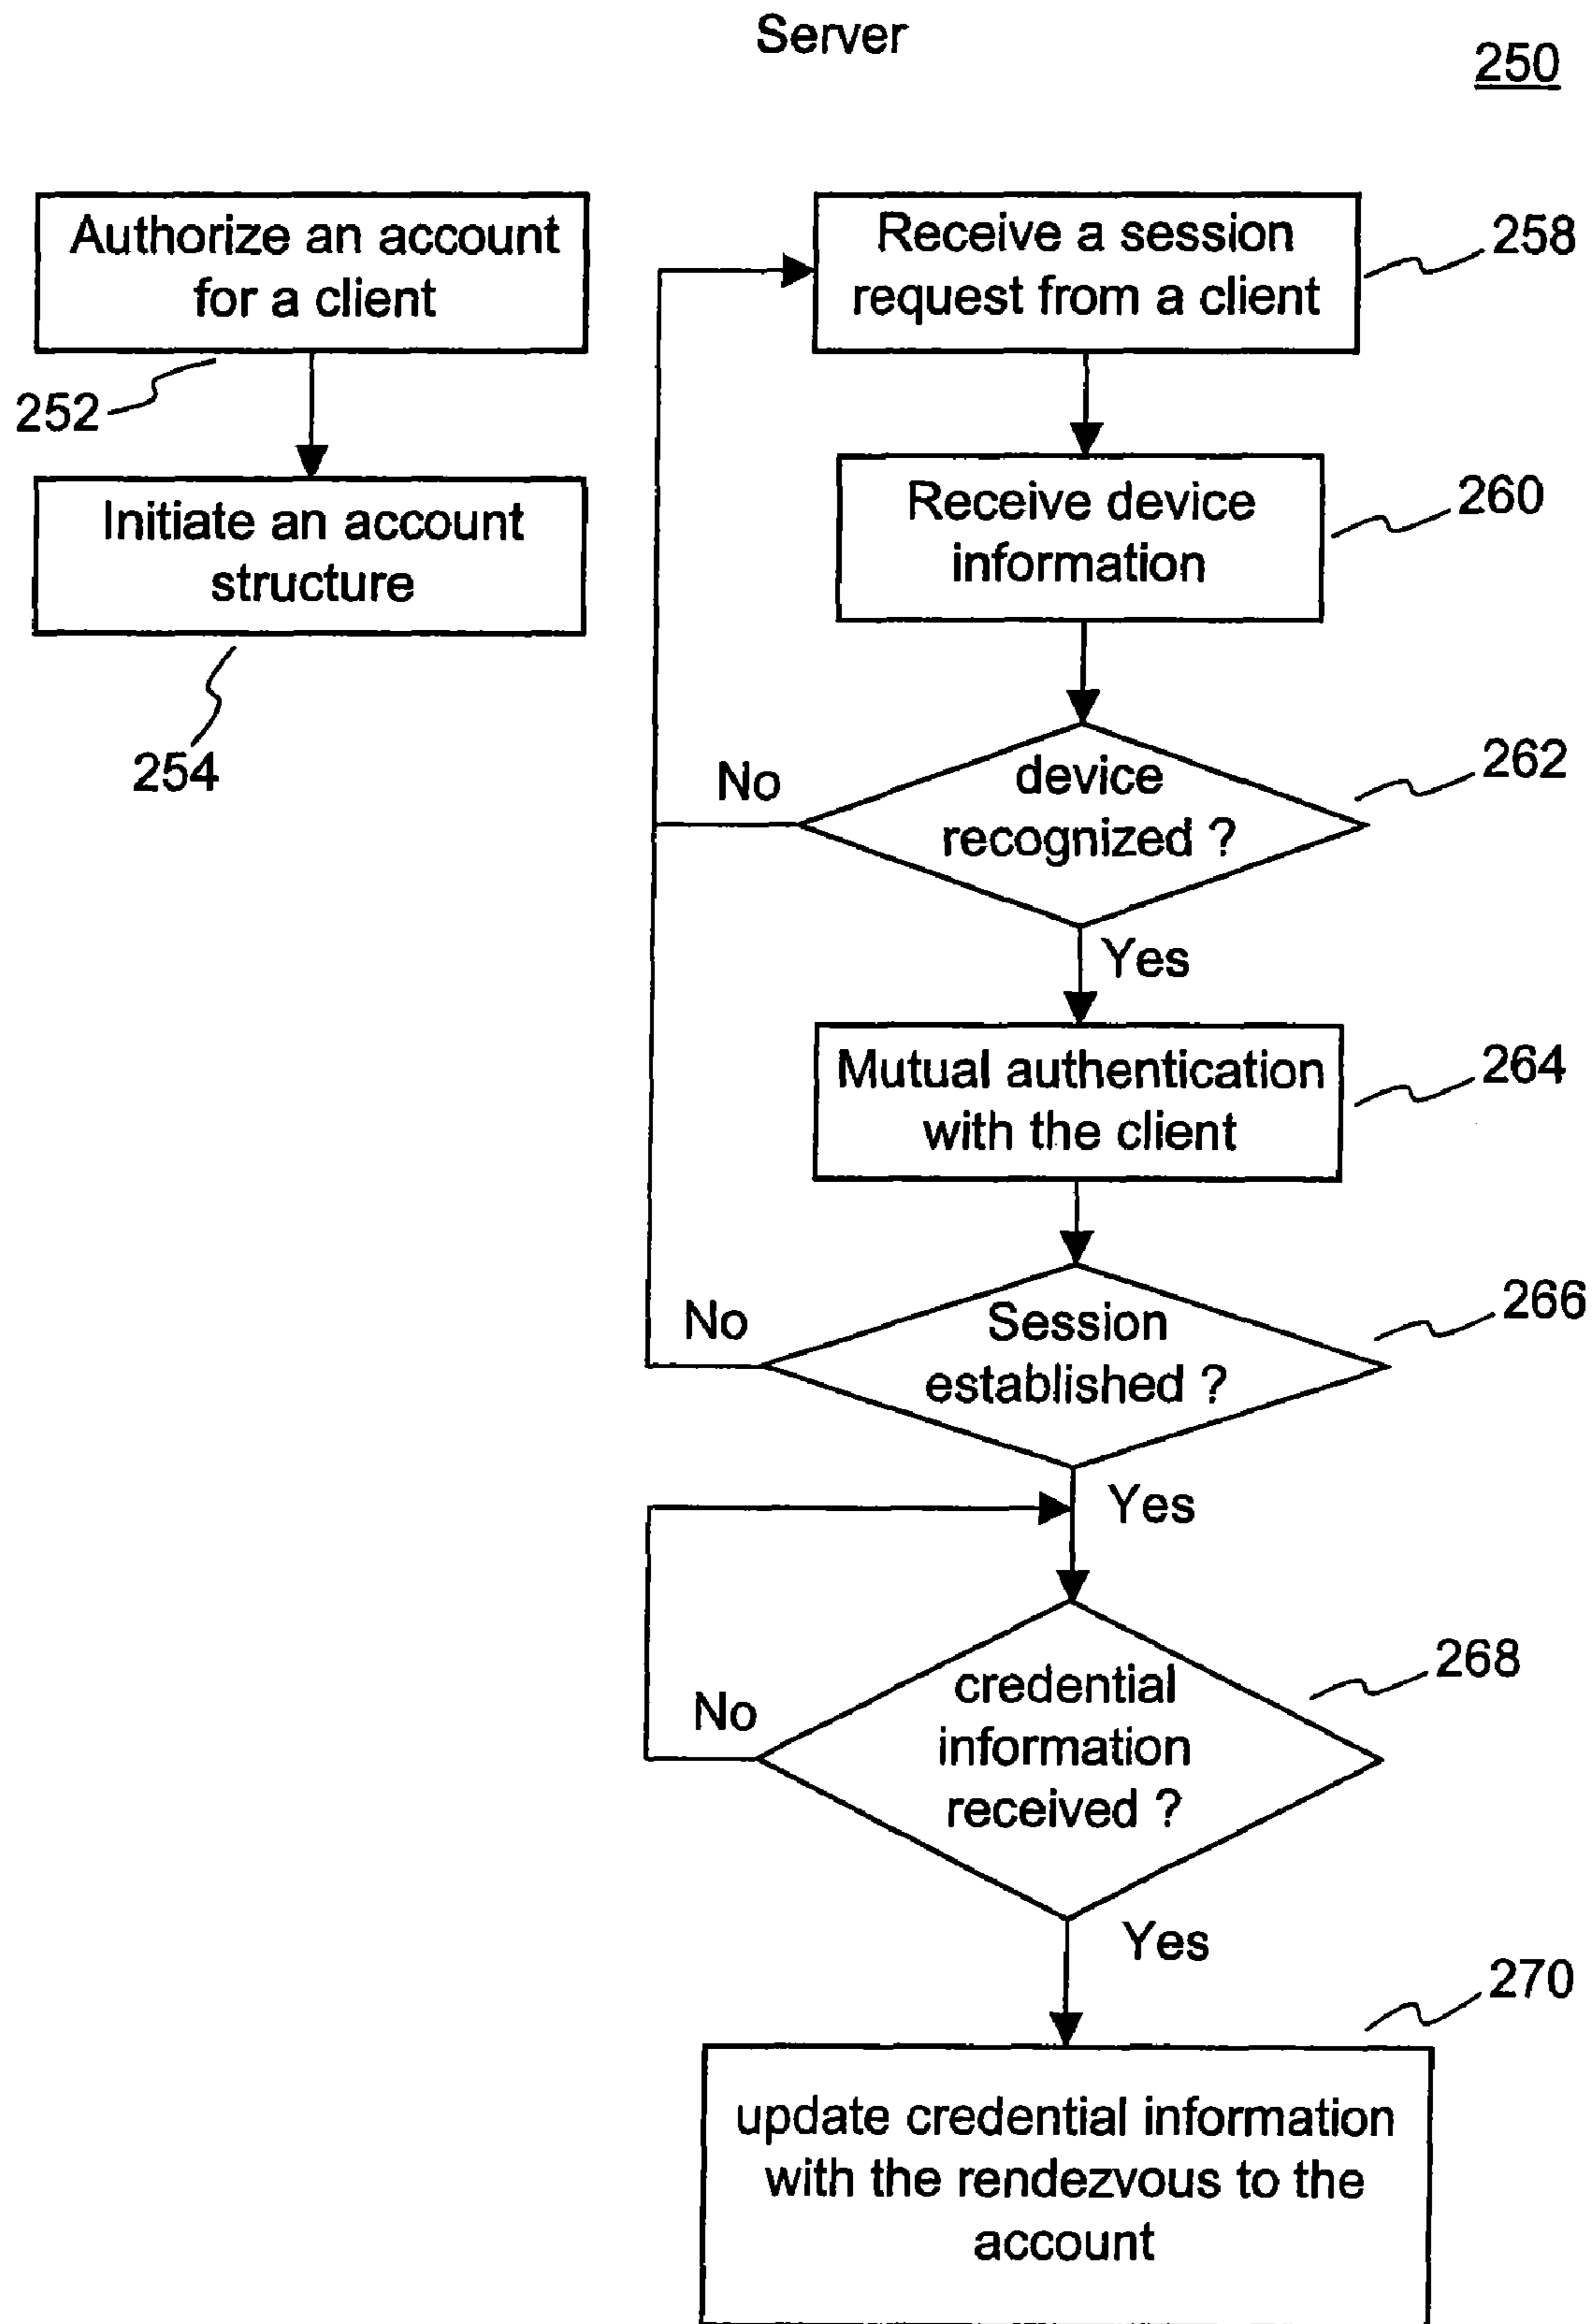 Server
250
Authorize an account
for a client
252
Initiate an account
structure
254
Receive a session
request from a client
258
Receive device
information
260
device
recognized ?
262
No
Yes
Mutual authentication
with the client
264
Session
established ?
266
No
Yes
credential
information
received ?
268
No
Yes
270
update credential information
with the rendezvous to the
account